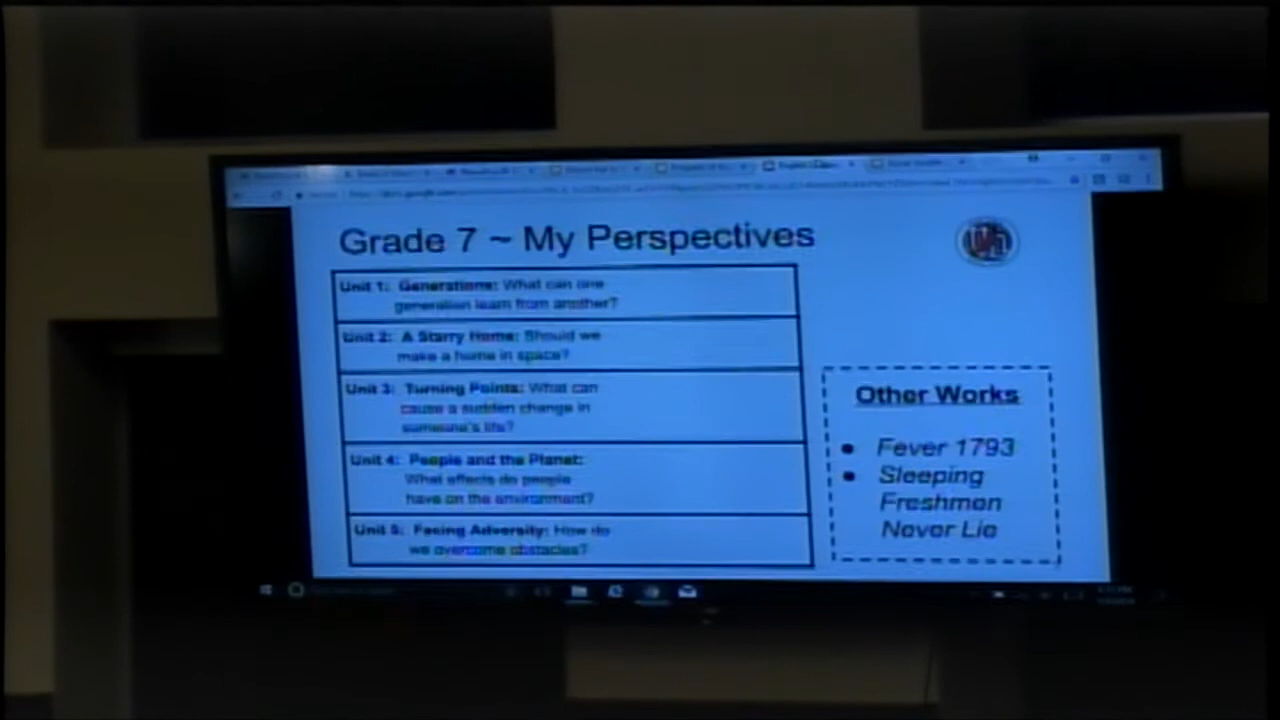 Grade 7 ~ My Perspectives
Unit 1: Generations: What can one
generation learn from another?
Unit 2: A Starry Home: Should we
make a home in space?
Unit 3: Turning Points: What can
cause a sudden change in
someone's life?
Unit 4: People and the Planet:
What effects do people
have on the environment?
Unit 5: Facing Adversity: How do
we overcome obstacles?
Other Works
• Fever 1793
• Sleeping
Freshmen
Never Lie